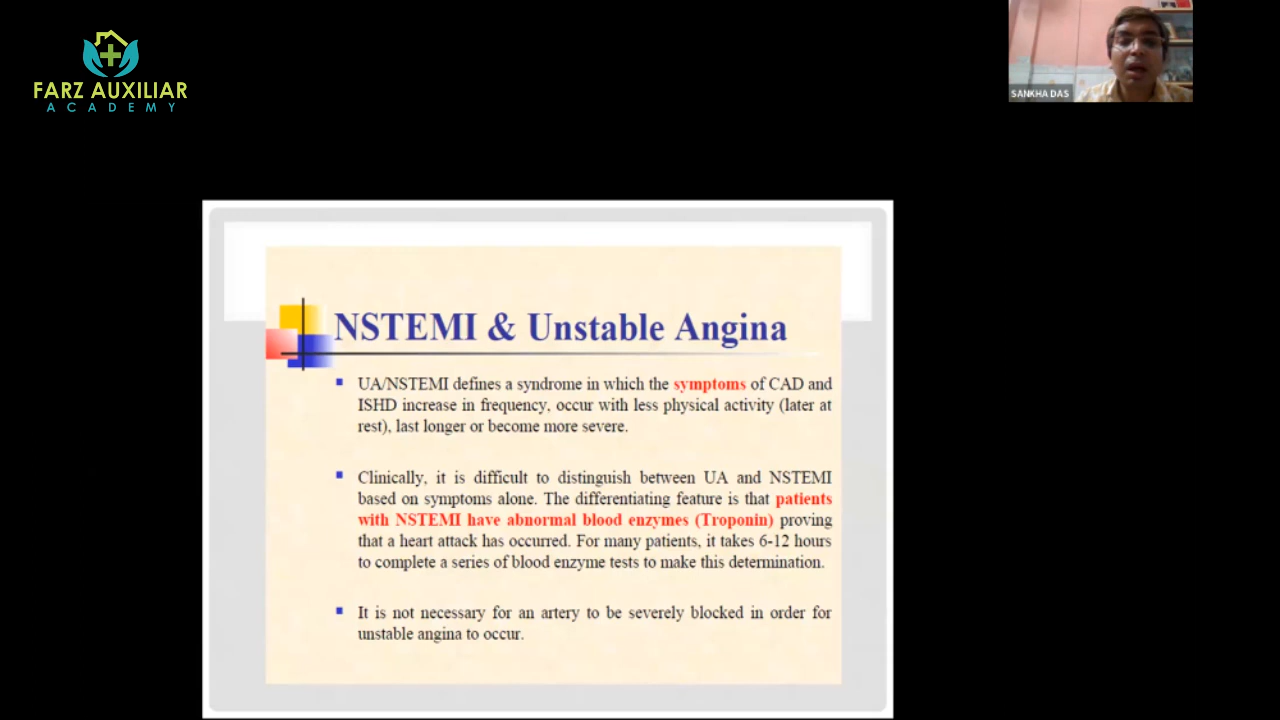 FARZ AUXILIAR
ACADEMY
SANKHA DAS
NSTEMI & Unstable Angina
UA/NSTEMI defines a syndrome in which the symptoms of CAD and
ISHD increase in frequency, occur with less physical activity (later at
rest), last longer or become more severe.
Clinically, it is difficult to distinguish between UA and NSTEMI
based on symptoms alone. The differentiating feature is that patients
with NSTEMI have abnormal blood enzymes (Troponin) proving
that a heart attack has occurred. For many patients, it takes 6-12 hours
to complete a series of blood enzyme tests to make this determination.
It is not necessary for an artery to be severely blocked in order for
unstable angina to occur.